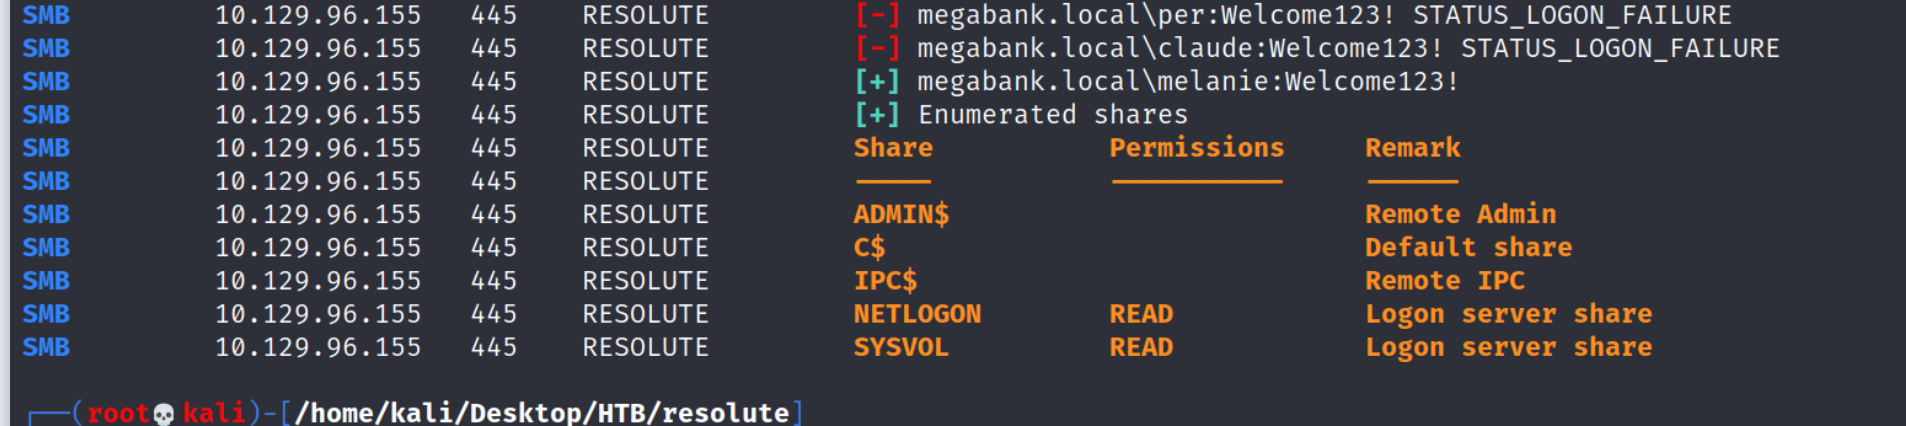 SMB 10.129.96.155 445 RESOLUTE [-] megabank.local\per:Welcome123! STATUS_LOGON_FAILURE
SMB 10.129.96.155 445 RESOLUTE [-] megabank.local\claude:Welcome123! STATUS_LOGON_FAILURE
SMB 10.129.96.155 445 RESOLUTE [+] megabank.local\melanie:Welcome123!
SMB 10.129.96.155 445 RESOLUTE [+] Enumerated shares
SMB 10.129.96.155 445 RESOLUTE Share Permissions Remark
SMB 10.129.96.155 445 RESOLUTE ----- ----------- ------
SMB 10.129.96.155 445 RESOLUTE ADMIN$ Remote Admin
SMB 10.129.96.155 445 RESOLUTE C$ Default share
SMB 10.129.96.155 445 RESOLUTE IPC$ Remote IPC
SMB 10.129.96.155 445 RESOLUTE NETLOGON READ Logon server share
SMB 10.129.96.155 445 RESOLUTE SYSVOL READ Logon server share
┌──(root💀kali)-[/home/kali/Desktop/HTB/resolute]